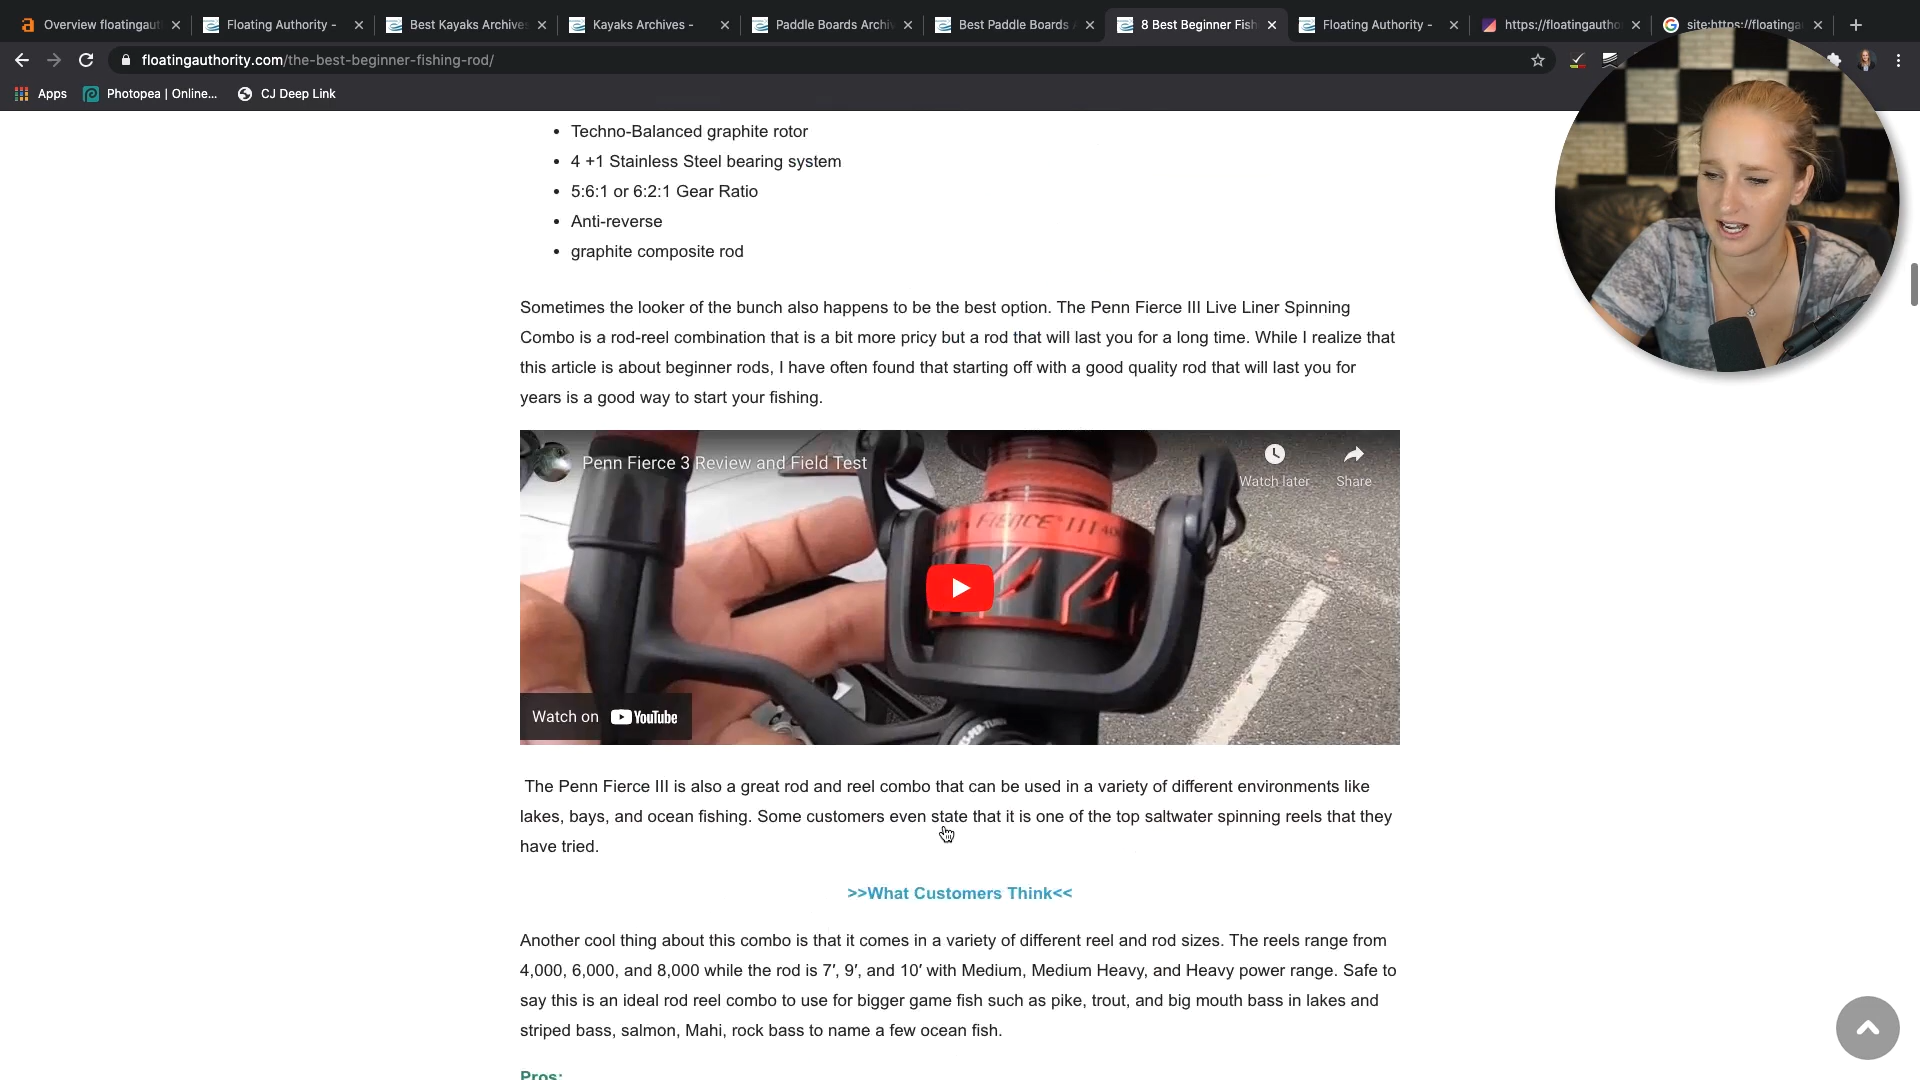 Overview floatingaut
Floating Authority -
Best Kayaks Archives
Kayaks Archives -
Paddle Boards Archi
Best Paddle Boards A
8 Best Beginner Fish
Floating Authority -
https://floatingautho
site:https://floatinga
floatingauthority.com/the-best-beginner-fishing-rod/
Apps
Photopea | Online...
CJ Deep Link
• Techno-Balanced graphite rotor
• 4 +1 Stainless Steel bearing system
• 5:6:1 or 6:2:1 Gear Ratio
• Anti-reverse
• graphite composite rod
Sometimes the looker of the bunch also happens to be the best option. The Penn Fierce III Live Liner Spinning
Combo is a rod-reel combination that is a bit more pricy but a rod that will last you for a long time. While I realize that
this article is about beginner rods, I have often found that starting off with a good quality rod that will last you for
years is a good way to start your fishing.
Penn Fierce 3 Review and Field Test
Watch later
Share
FIERCE III
Watch on YouTube
The Penn Fierce III is also a great rod and reel combo that can be used in a variety of different environments like
lakes, bays, and ocean fishing. Some customers even state that it is one of the top saltwater spinning reels that they
have tried.
>>What Customers Think<<
Another cool thing about this combo is that it comes in a variety of different reel and rod sizes. The reels range from
4,000, 6,000, and 8,000 while the rod is 7′, 9′, and 10′ with Medium, Medium Heavy, and Heavy power range. Safe to
say this is an ideal rod reel combo to use for bigger game fish such as pike, trout, and big mouth bass in lakes and
striped bass, salmon, Mahi, rock bass to name a few ocean fish.
Pros: